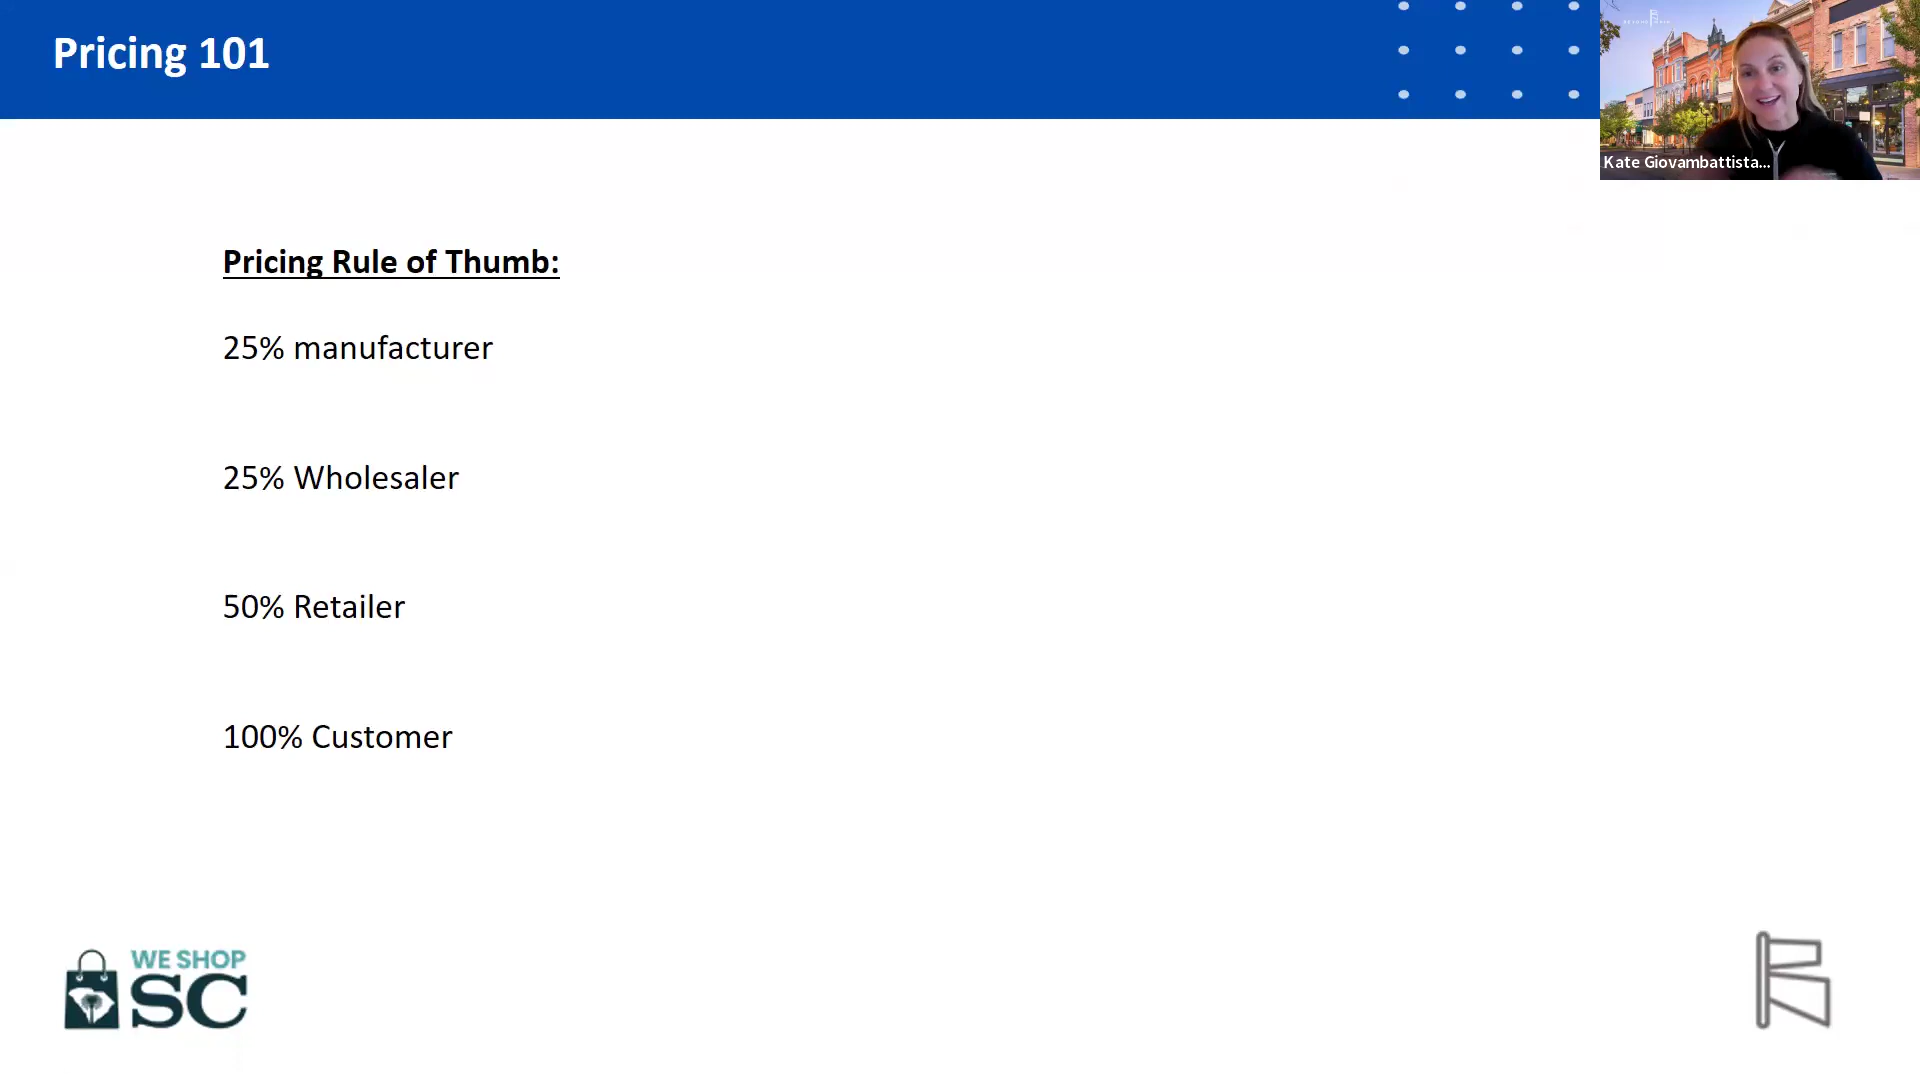 Pricing 101
Kate Giovambattista...
Pricing Rule of Thumb:
25% manufacturer
25% Wholesaler
50% Retailer
100% Customer
WE SHOP
SC